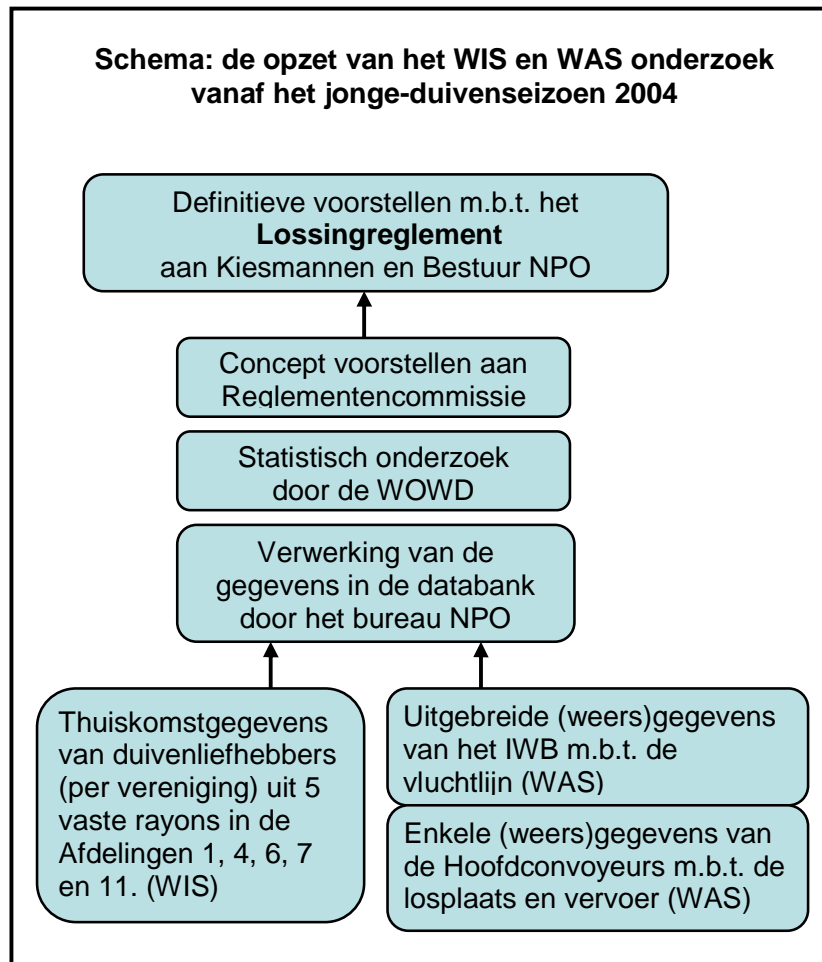 Schema: de opzet van het WIS en WAS onderzoek
vanaf het jonge-duivenseizoen 2004
Definitieve voorstellen m.b.t. het
Lossingreglement
aan Kiesmannen en Bestuur NPO
Concept voorstellen aan
Reglementencommissie
Statistisch onderzoek
door de WOWD
Verwerking van de
gegevens in de databank
door het bureau NPO
Thuiskomstgegevens
van duivenliefhebbers
(per vereniging) uit 5
vaste rayons in de
Afdelingen 1, 4, 6, 7
en 11. (WIS)
Uitgebreide (weers)gegevens
van het IWB m.b.t. de
vluchtlijn (WAS)
Enkele (weers)gegevens van
de Hoofdconvoyeurs m.b.t. de
losplaats en vervoer (WAS)